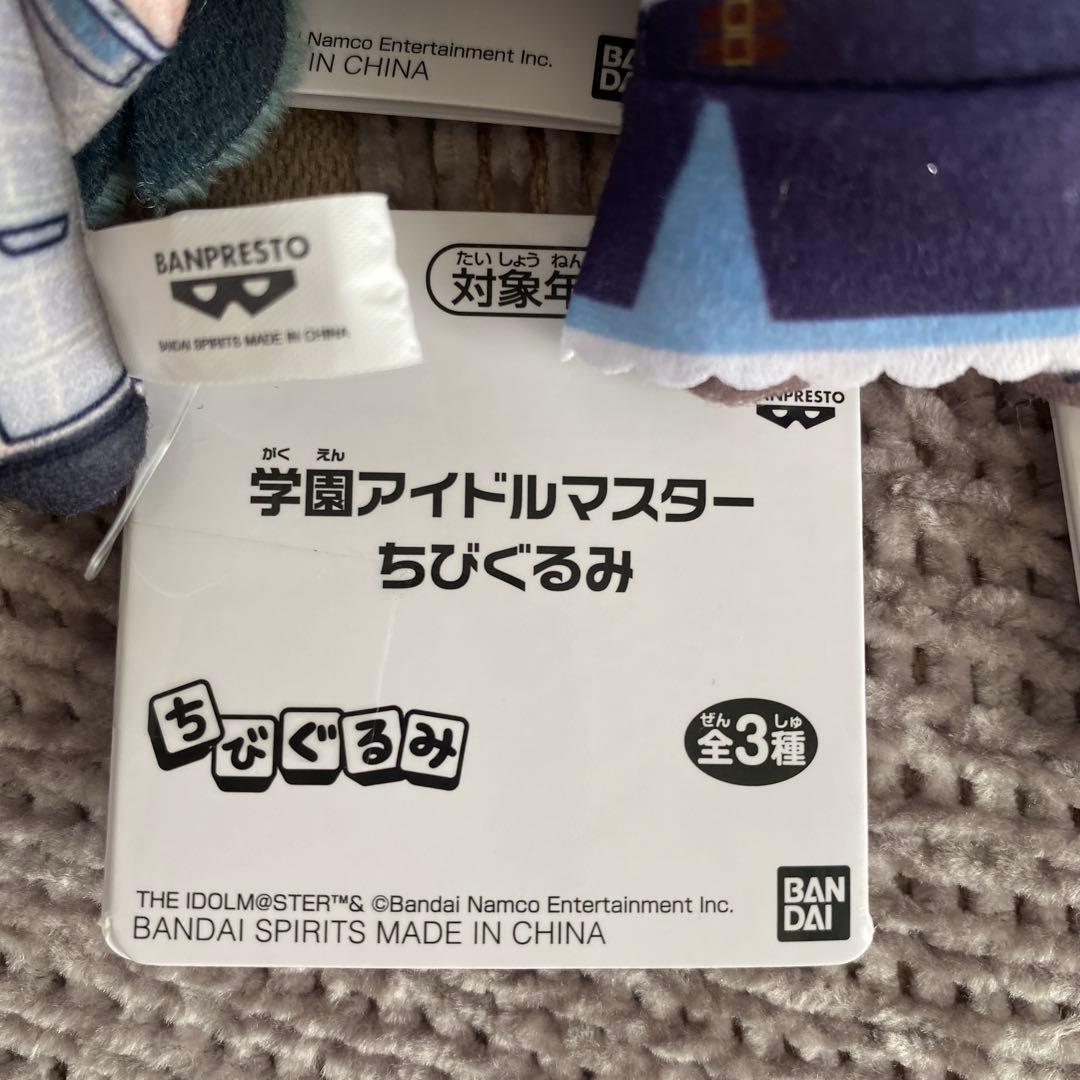 Namco Entertainment Inc.
IN CHINA
BANPRESTO
BANDAI SPIRITS MADE IN CHINA
たいしょう ねん
対象年
BANPRESTO
がく えん
学園アイドルマスター
ちびぐるみ
ちびぐるみ
ぜん しゅ
全3種
THE IDOLM@STER™& ©Bandai Namco Entertainment Inc.
BANDAI SPIRITS MADE IN CHINA
BAN
DAI